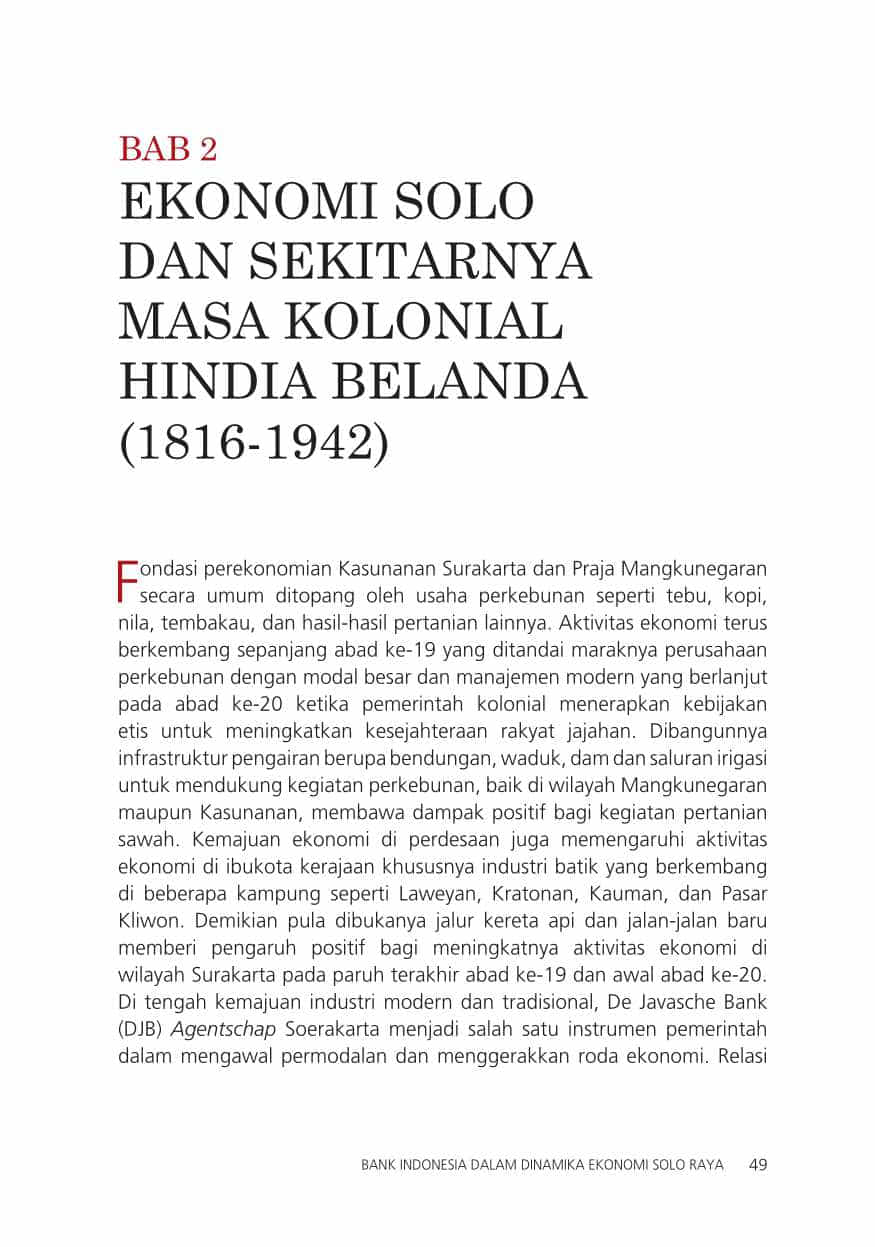 BAB 2
EKONOMI SOLO
DAN SEKITARNYA
MASA KOLONIAL
HINDIA BELANDA
(1816-1942)
Fondasi perekonomian Kasunanan Surakarta dan Praja Mangkunegaran
secara umum ditopang oleh usaha perkebunan seperti tebu, kopi,
nila, tembakau, dan hasil-hasil pertanian lainnya. Aktivitas ekonomi terus
berkembang sepanjang abad ke-19 yang ditandai maraknya perusahaan
perkebunan dengan modal besar dan manajemen modern yang berlanjut
pada abad ke-20 ketika pemerintah kolonial menerapkan kebijakan
etis untuk meningkatkan kesejahteraan rakyat jajahan. Dibangunnya
infrastruktur pengairan berupa bendungan, waduk, dam dan saluran irigasi
untuk mendukung kegiatan perkebunan, baik di wilayah Mangkunegaran
maupun Kasunanan, membawa dampak positif bagi kegiatan pertanian
sawah. Kemajuan ekonomi di perdesaan juga memengaruhi aktivitas
ekonomi di ibukota kerajaan khususnya industri batik yang berkembang
di beberapa kampung seperti Laweyan, Kratonan, Kauman, dan Pasar
Kliwon. Demikian pula dibukanya jalur kereta api dan jalan-jalan baru
memberi pengaruh positif bagi meningkatnya aktivitas ekonomi di
wilayah Surakarta pada paruh terakhir abad ke-19 dan awal abad ke-20.
Di tengah kemajuan industri modern dan tradisional, De Javasche Bank
(DJB) Agentschap Soerakarta menjadi salah satu instrumen pemerintah
dalam mengawal permodalan dan menggerakkan roda ekonomi. Relasi
BANK INDONESIA DALAM DINAMIKA EKONOMI SOLO RAYA 49